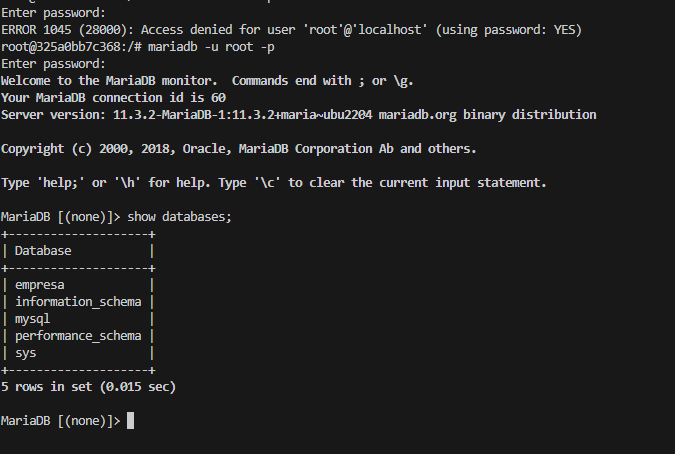 Enter password:
ERROR 1045 (28000): Access denied for user 'root'@'localhost' (using password: YES)
root@325a0bb7c368:/# mariadb -u root -p
Enter password:
Welcome to the MariaDB monitor.  Commands end with ; or \g.
Your MariaDB connection id is 60
Server version: 11.3.2-MariaDB-1:11.3.2+maria~ubu2204 mariadb.org binary distribution

Copyright (c) 2000, 2018, Oracle, MariaDB Corporation Ab and others.

Type 'help;' or '\h' for help. Type '\c' to clear the current input statement.

MariaDB [(none)]> show databases;
+--------------------+
| Database           |
+--------------------+
| empresa            |
| information_schema |
| mysql              |
| performance_schema |
| sys                |
+--------------------+
5 rows in set (0.015 sec)

MariaDB [(none)]>